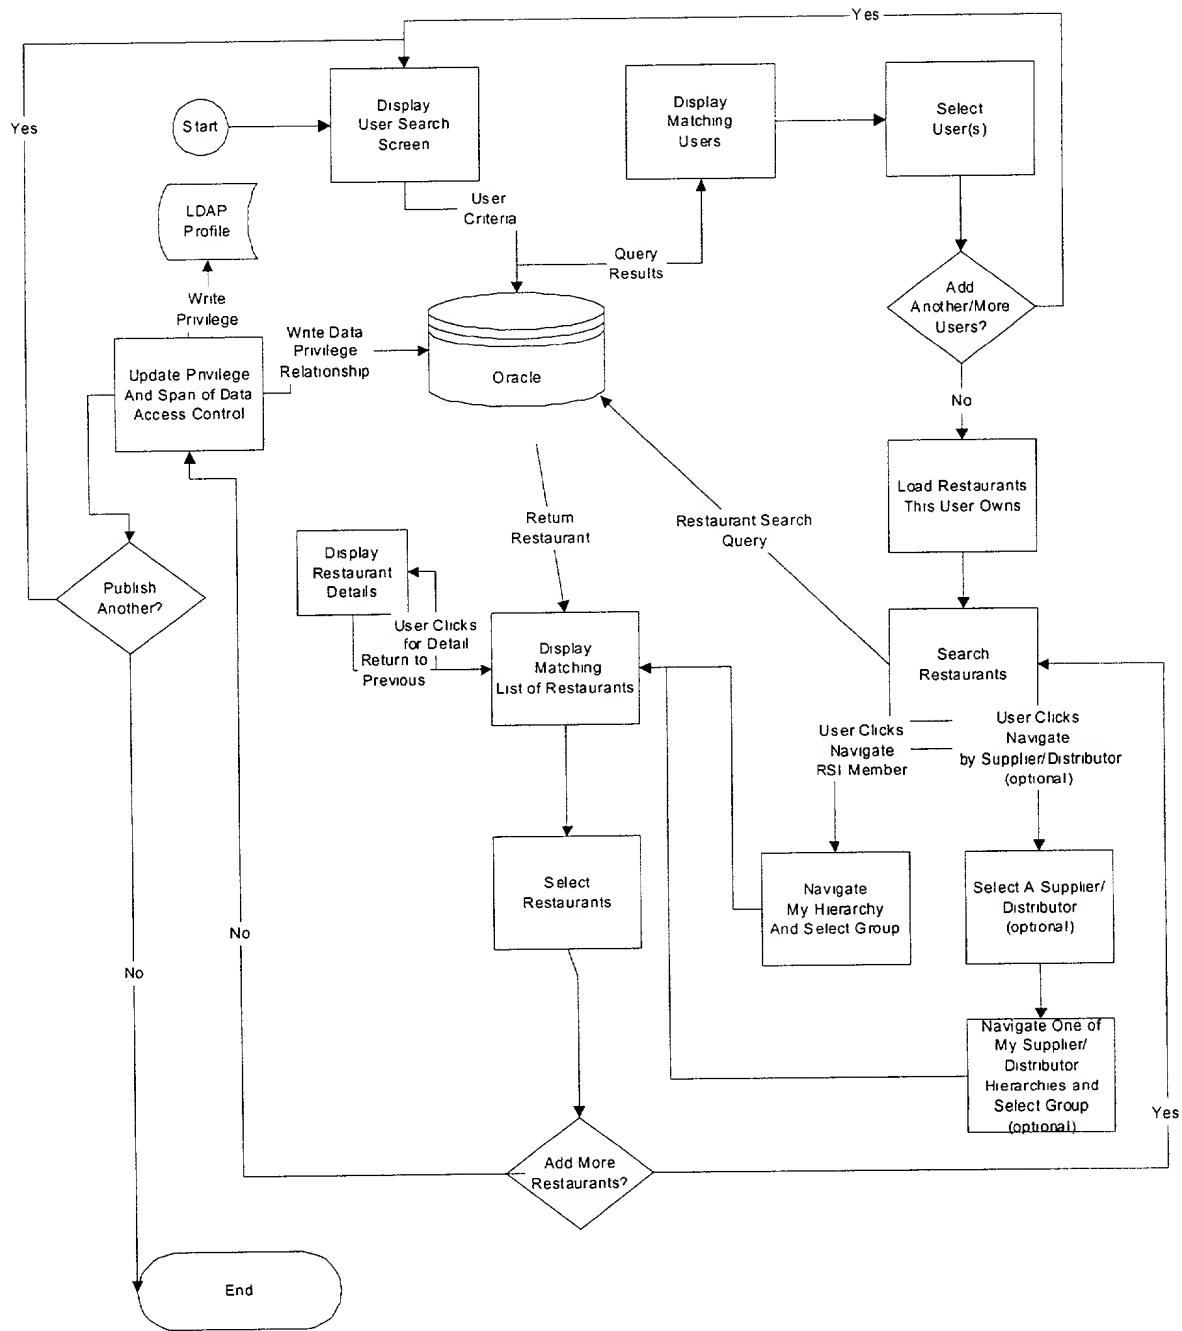 Yes
Yes
Start
Display
User Search
Screen
Display
Matching
Users
Select
User(s)
LDAP
Profile
User
Criteria
Query
Results
Add
Another/More
Users?
Write
Privilege
Write Data
Privilege
Relationship
Oracle
Update Privilege
And Span of Data
Access Control
No
Load Restaurants
This User Owns
Return
Restaurant
Restaurant Search
Query
Display
Restaurant
Details
Publish
Another?
User Clicks
for Detail
Return to
Previous
Display
Matching
List of Restaurants
Search
Restaurants
User Clicks
Navigate
RSI Member
User Clicks
Navigate
by Supplier/Distributor
(optional)
Select
Restaurants
Navigate
My Hierarchy
And Select Group
Select A Supplier/
Distributor
(optional)
No
No
Navigate One of
My Supplier/
Distributor
Hierarchies and
Select Group
(optional)
Yes
Add More
Restaurants?
End